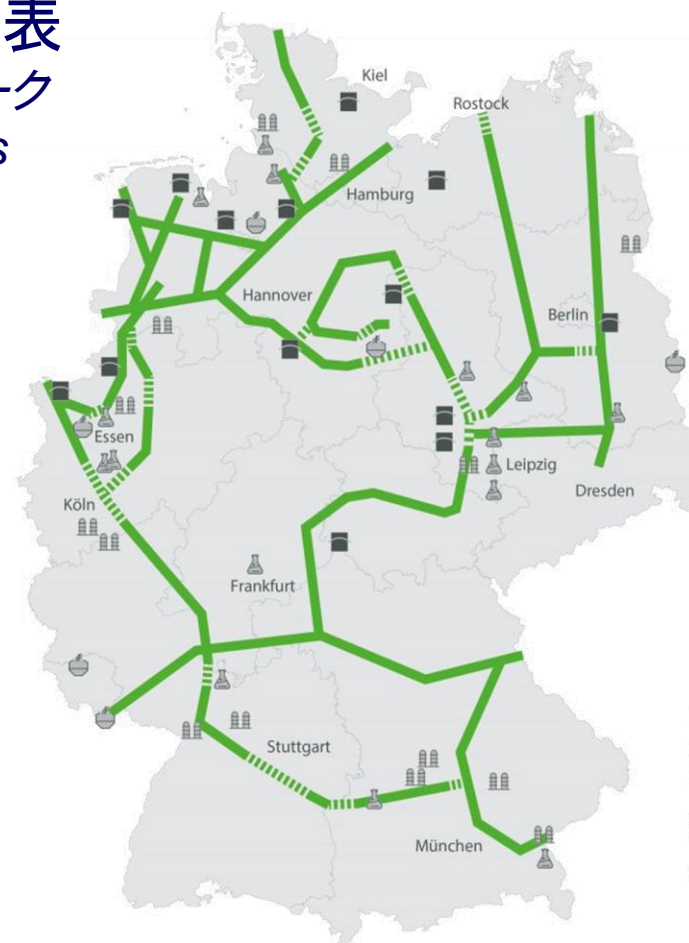 表
ーク
s
Kiel
Rostock
Hamburg
Hannover
Berlin
Essen
Leipzig
Köln
Dresden
Frankfurt
Stuttgart
München